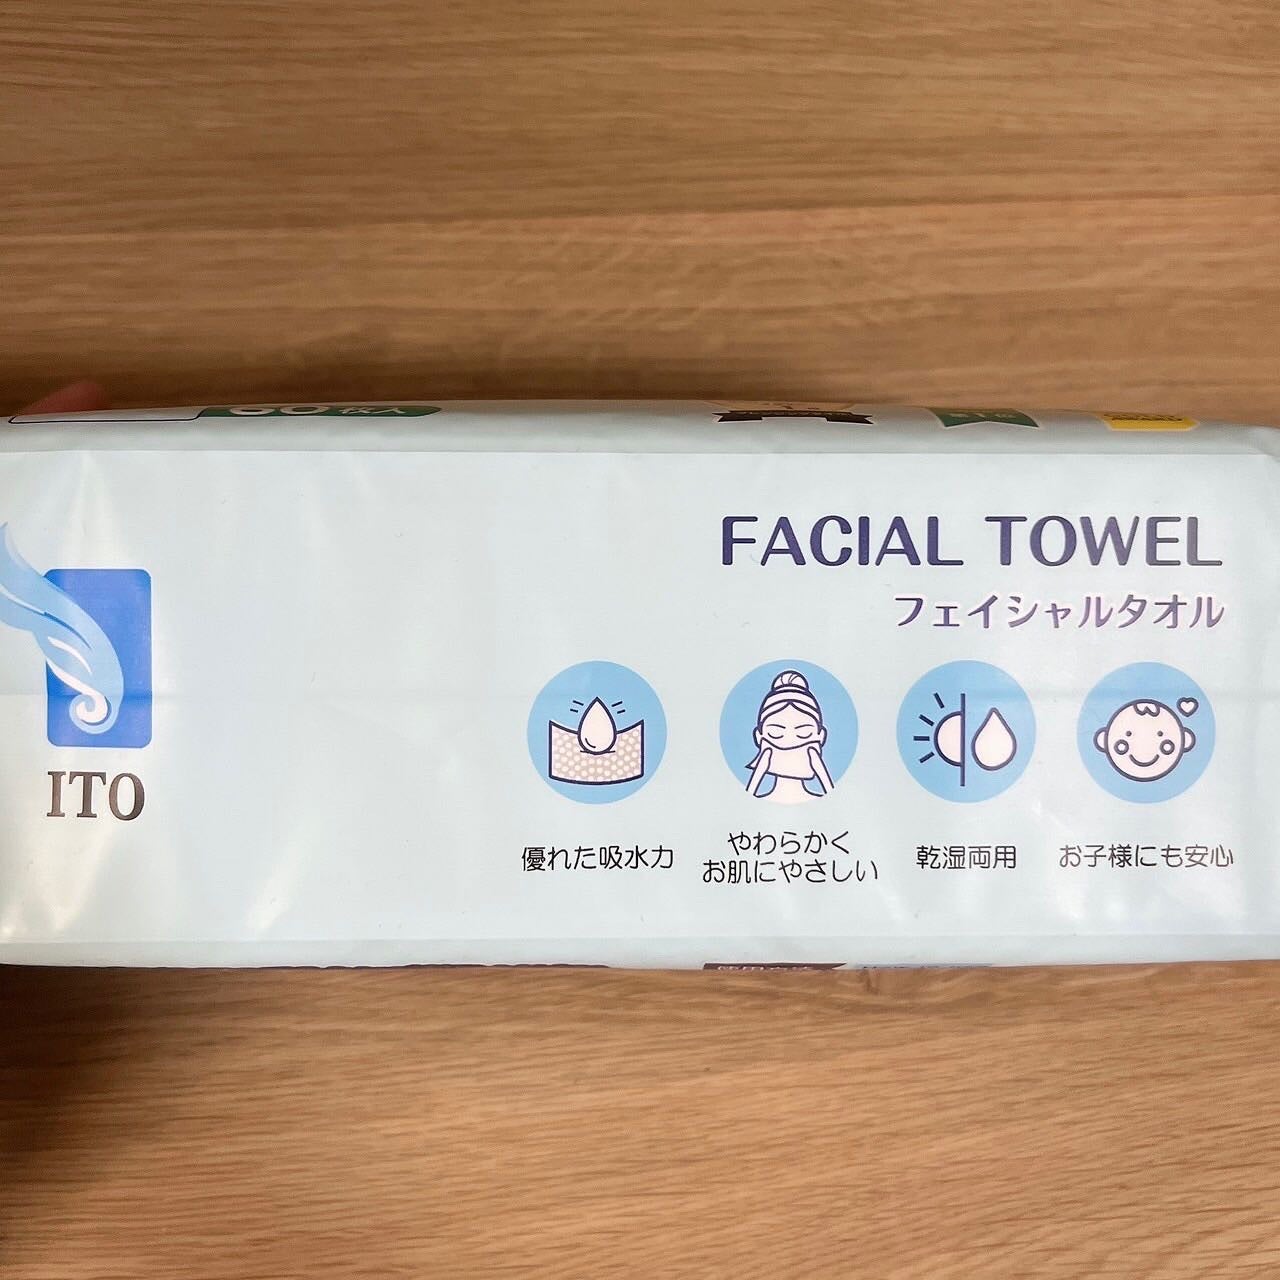 枚入
ITO
FACIAL TOWEL
フェイシャルタオル
優れた吸水力
やわらかく
お肌にやさしい
乾湿両用
お子様にも安心